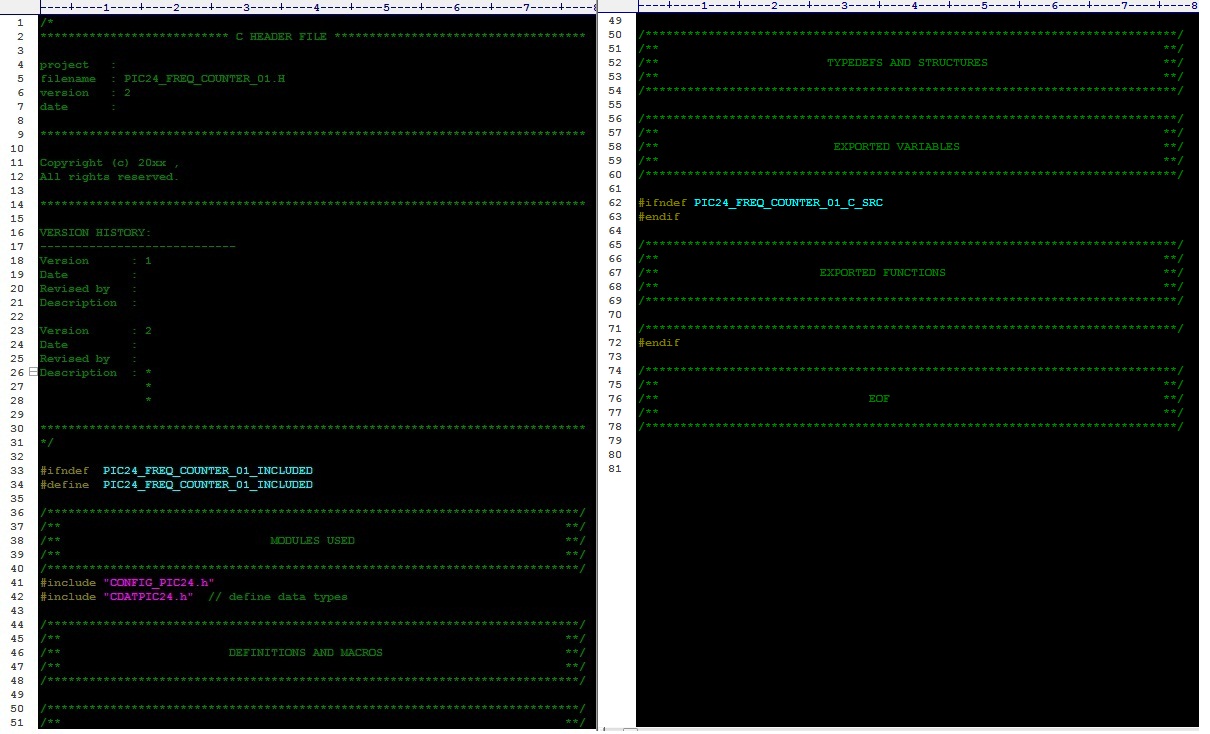 ----+----1----+----2----+----3----+----4----+----5----+----6----+----7----+----8
1 /*
2 *************************** C HEADER FILE ************************************
3
4 project   :
5 filename  : PIC24_FREQ_COUNTER_01.H
6 version   : 2
7 date      :
8
9 ******************************************************************************
10
11 Copyright (c) 20xx ,
12 All rights reserved.
13
14 ******************************************************************************
15
16 VERSION HISTORY:
17 ----------------------------
18 Version      : 1
19 Date         :
20 Revised by   :
21 Description  :
22
23 Version      : 2
24 Date         :
25 Revised by   :
26 Description  : *
27                *
28                *
29
30 ******************************************************************************
31 */
32
33 #ifndef  PIC24_FREQ_COUNTER_01_INCLUDED
34 #define  PIC24_FREQ_COUNTER_01_INCLUDED
35
36 /****************************************************************************/
37 /**                                                                        **/
38 /**                              MODULES USED                              **/
39 /**                                                                        **/
40 /****************************************************************************/
41 #include "CONFIG_PIC24.h"
42 #include "CDATPIC24.h"  // define data types
43
44 /****************************************************************************/
45 /**                                                                        **/
46 /**                        DEFINITIONS AND MACROS                          **/
47 /**                                                                        **/
48 /****************************************************************************/
49
50 /****************************************************************************/
51 /**                                                                        **/
----+----1----+----2----+----3----+----4----+----5----+----6----+----7----+----8
49
50 /****************************************************************************/
51 /**                                                                        **/
52 /**                        TYPEDEFS AND STRUCTURES                         **/
53 /**                                                                        **/
54 /****************************************************************************/
55
56 /****************************************************************************/
57 /**                                                                        **/
58 /**                         EXPORTED VARIABLES                             **/
59 /**                                                                        **/
60 /****************************************************************************/
61
62 #ifndef PIC24_FREQ_COUNTER_01_C_SRC
63 #endif
64
65 /****************************************************************************/
66 /**                                                                        **/
67 /**                       EXPORTED FUNCTIONS                               **/
68 /**                                                                        **/
69 /****************************************************************************/
70
71 /****************************************************************************/
72 #endif
73
74 /****************************************************************************/
75 /**                                                                        **/
76 /**                              EOF                                       **/
77 /**                                                                        **/
78 /****************************************************************************/
79
80
81